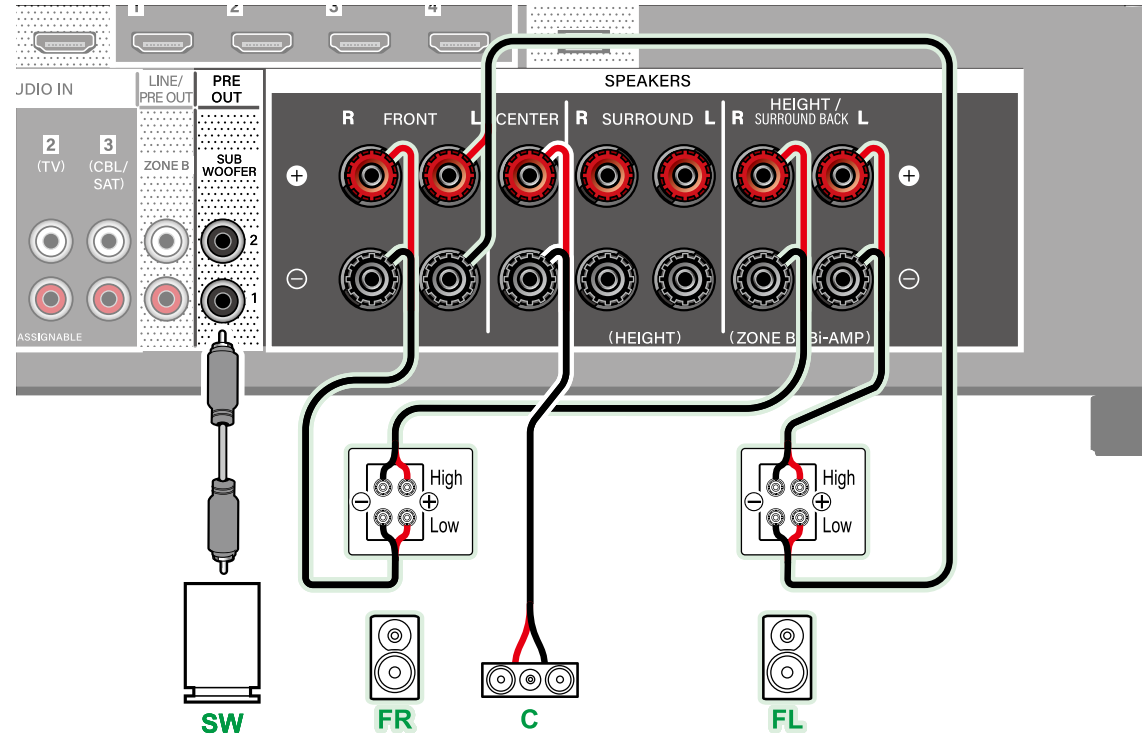 1 2 3 4
UDIO IN
LINE/
PRE OUT
PRE
OUT
SPEAKERS
R FRONT L
CENTER
R SURROUND L
HEIGHT /
R SURROUND BACK L
2
(TV)
3
(CBL/
SAT)
ZONE B
SUB
WOOFER
+
+
2
−
−
1
ASSIGNABLE
(HEIGHT)
(ZONE B
Bi-AMP)
High
− +
Low
High
− +
Low
SW
FR
C
FL